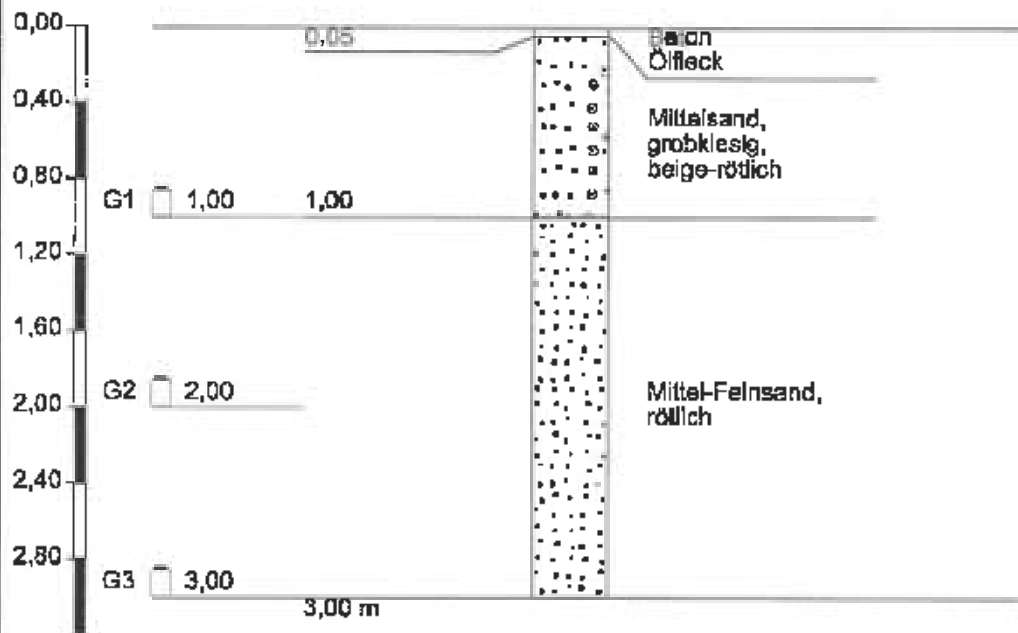 0,00
0,05
Beton
Ölfleck
0,40
Mittelsand,
grobkiesig,
beige-rötlich
0,80
G1 1,00 1,00
1,20
1,60
G2 2,00
Mittel-Feinsand,
rötlich
2,00
2,40
2,80
G3 3,00
3,00 m